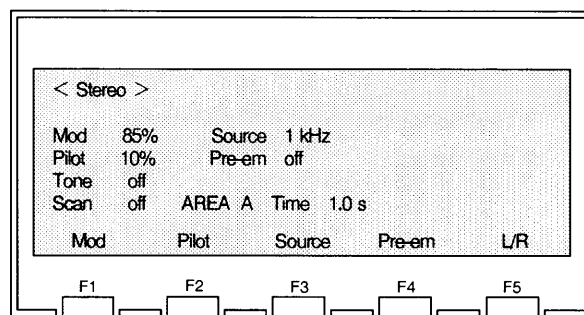 < Stereo >
Mod 85% Source 1 kHz
Pilot 10% Pre-em off
Tone off
Scan off AREA A Time 1.0 s
Mod Pilot Source Pre-em L/R
F1 F2 F3 F4 F5